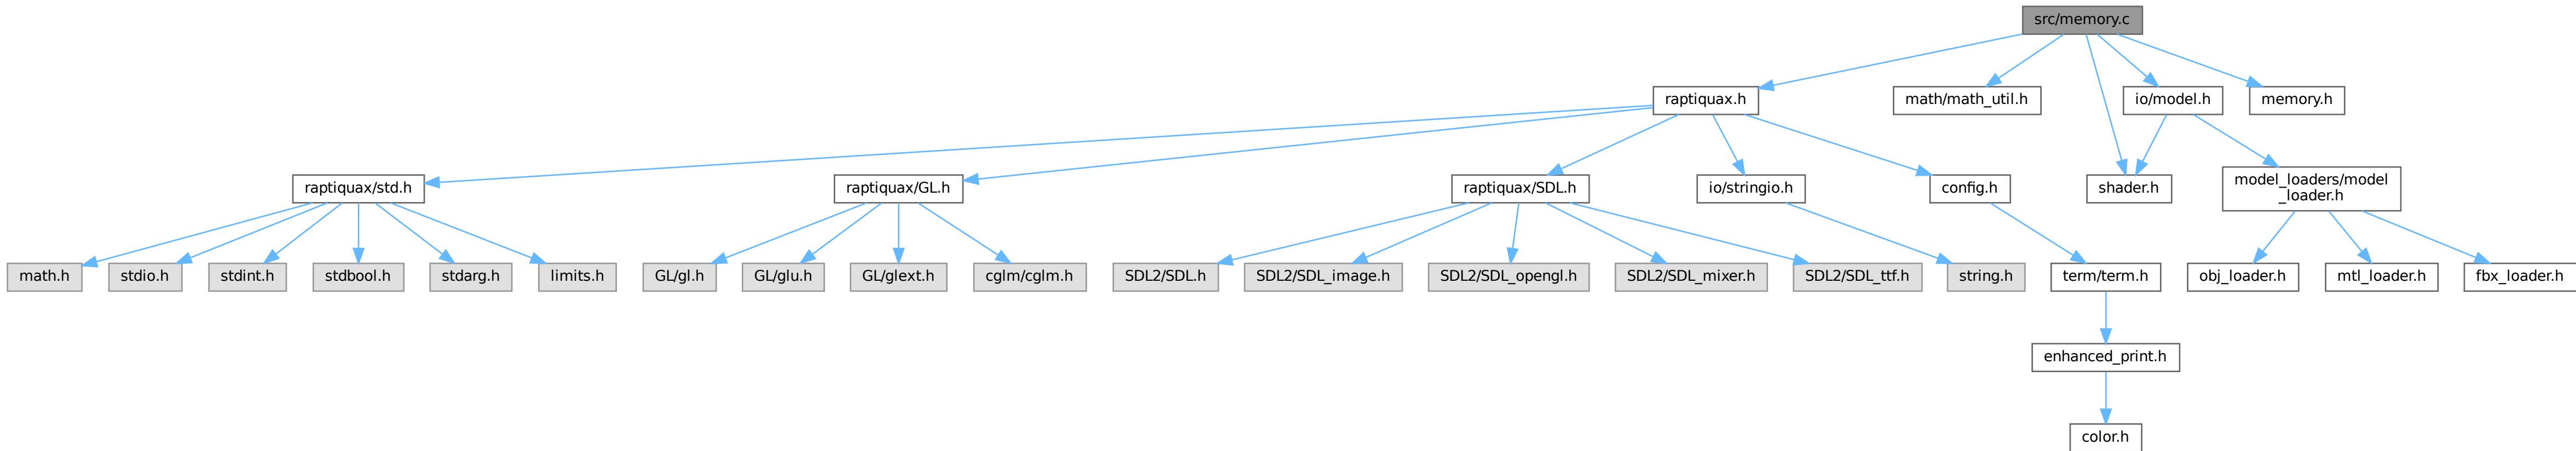 src/memory.c
raptiquax.h
math/math_util.h
io/model.h
memory.h
raptiquax/std.h
raptiquax/GL.h
raptiquax/SDL.h
io/stringio.h
config.h
shader.h
model_loaders/model
_loader.h
math.h
stdio.h
stdint.h
stdbool.h
stdarg.h
limits.h
GL/gl.h
GL/glu.h
GL/glext.h
cglm/cglm.h
SDL2/SDL.h
SDL2/SDL_image.h
SDL2/SDL_opengl.h
SDL2/SDL_mixer.h
SDL2/SDL_ttf.h
string.h
term/term.h
obj_loader.h
mtl_loader.h
fbx_loader.h
enhanced_print.h
color.h